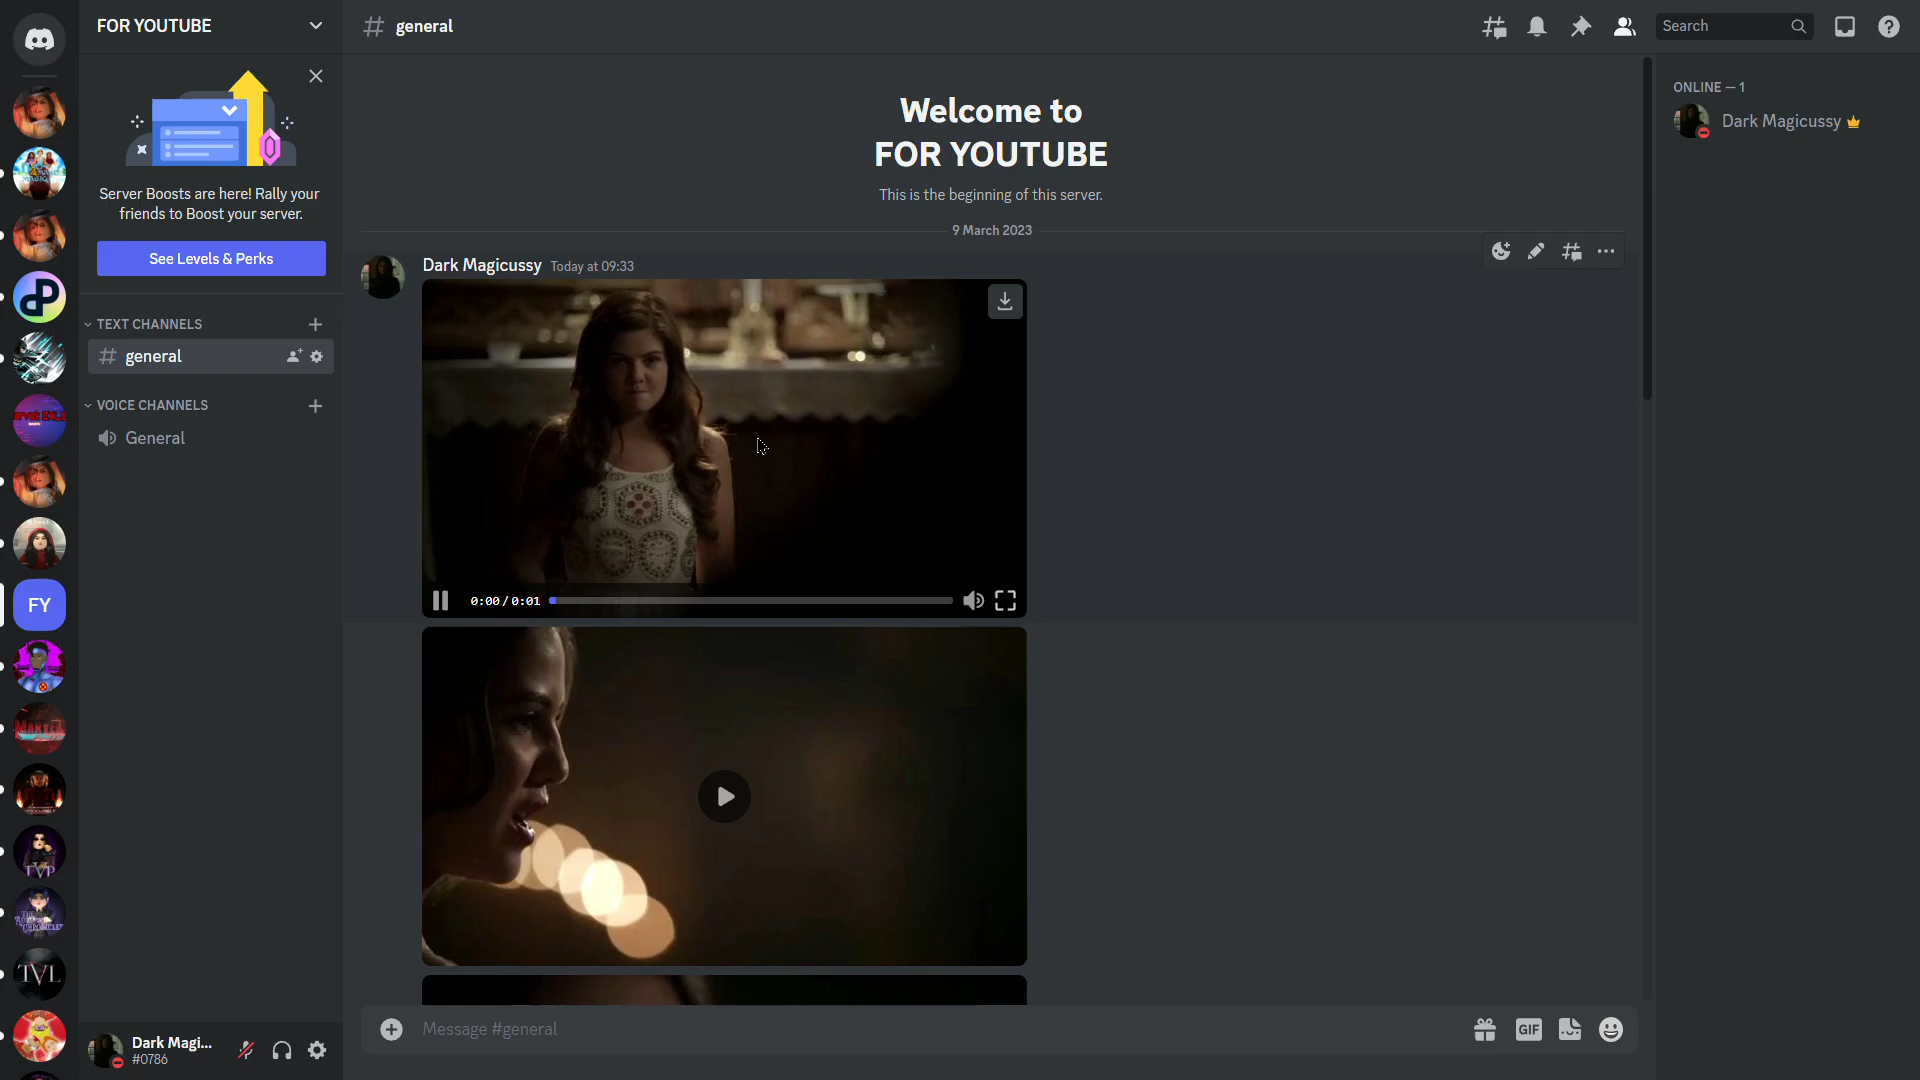 FOR YOUTUBE
Server Boosts are here! Rally your
friends to Boost your server.
See Levels & Perks
TEXT CHANNELS
general
VOICE CHANNELS
General
Dark Magi...
#0786
FY
MARVEL
TVP
TVL
general
Search
Welcome to
FOR YOUTUBE
This is the beginning of this server.
9 March 2023
Dark Magicussy Today at 09:33
0:00 / 0:01
Message #general
GIF
ONLINE — 1
Dark Magicussy